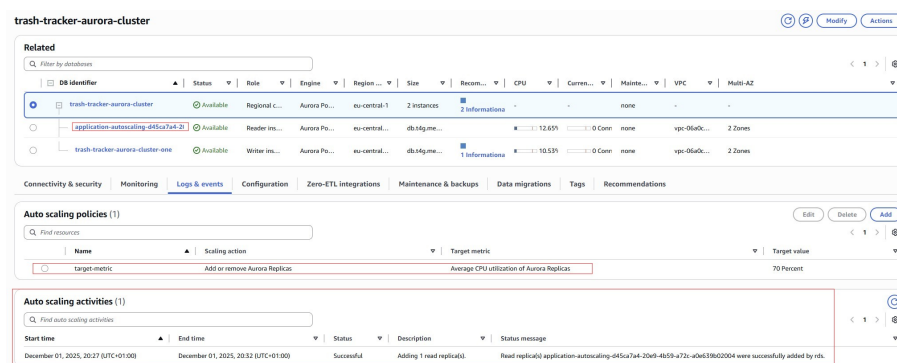 trash-tracker-aurora-cluster
Modify Actions
Related
Filter by databases
1
DB identifier Status Role Engine Region ... Size Recom... CPU Curren... Mainte... VPC Multi-AZ
trash-tracker-aurora-cluster Available Regional c... Aurora Po... eu-central-1 2 instances 2 Informationa - - none - -
application-autoscaling-d45ca7a4-2 Available Reader ins... Aurora Po... eu-central... db.t4g.me... 12.65% 0 Conn none vpc-06a0c... 2 Zones
trash-tracker-aurora-cluster-one Available Writer ins... Aurora Po... eu-central... db.t4g.me... 1 Informationa 10.53% 0 Conn none vpc-06a0c... 2 Zones
Connectivity & security Monitoring Logs & events Configuration Zero-ETL integrations Maintenance & backups Data migrations Tags Recommendations
Auto scaling policies (1)
Edit Delete Add
Find resources
1
Name Scaling action Target metric Target value
target-metric Add or remove Aurora Replicas Average CPU utilization of Aurora Replicas 70 Percent
Auto scaling activities (1)
Find auto scaling activities
1
Start time End time Status Description Status message
December 01, 2025, 20:27 (UTC+01:00) December 01, 2025, 20:32 (UTC+01:00) Successful Adding 1 read replica(s). Read replica(s) application-autoscaling-d45ca7a4-20e9-4b59-a72c-a0e639b02004 were successfully added by rds.